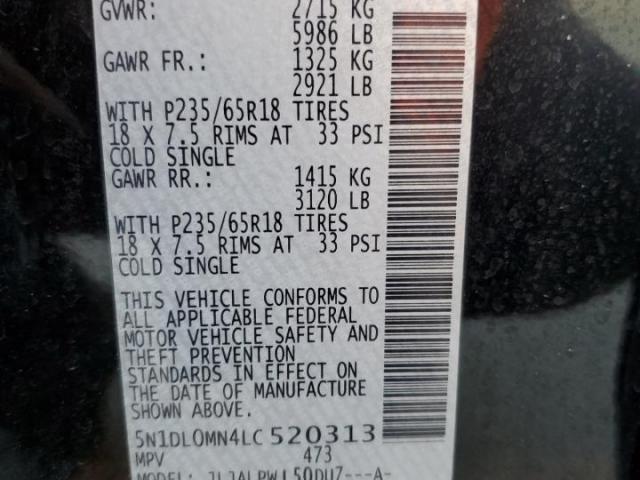 GVWR: 2715 KG
5986 LB
GAWR FR.: 1325 KG
2921 LB
WITH P235/65R18 TIRES
18 X 7.5 RIMS AT 33 PSI
COLD SINGLE
GAWR RR.: 1415 KG
3120 LB
WITH P235/65R18 TIRES
18 X 7.5 RIMS AT 33 PSI
COLD SINGLE
THIS VEHICLE CONFORMS TO
ALL APPLICABLE FEDERAL
MOTOR VEHICLE SAFETY AND
THEFT PREVENTION
STANDARDS IN EFFECT ON
THE DATE OF MANUFACTURE
SHOWN ABOVE.
5N1DL0MN4LC520313
MPV 473
MODEL: